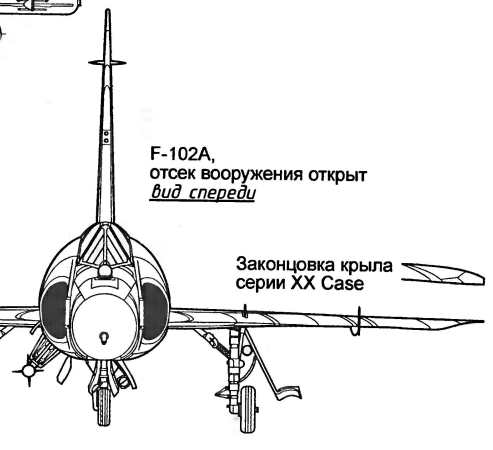 F-102A,
отсек вооружения открыт
вид спереди
Законцовка крыла
серии XX Case